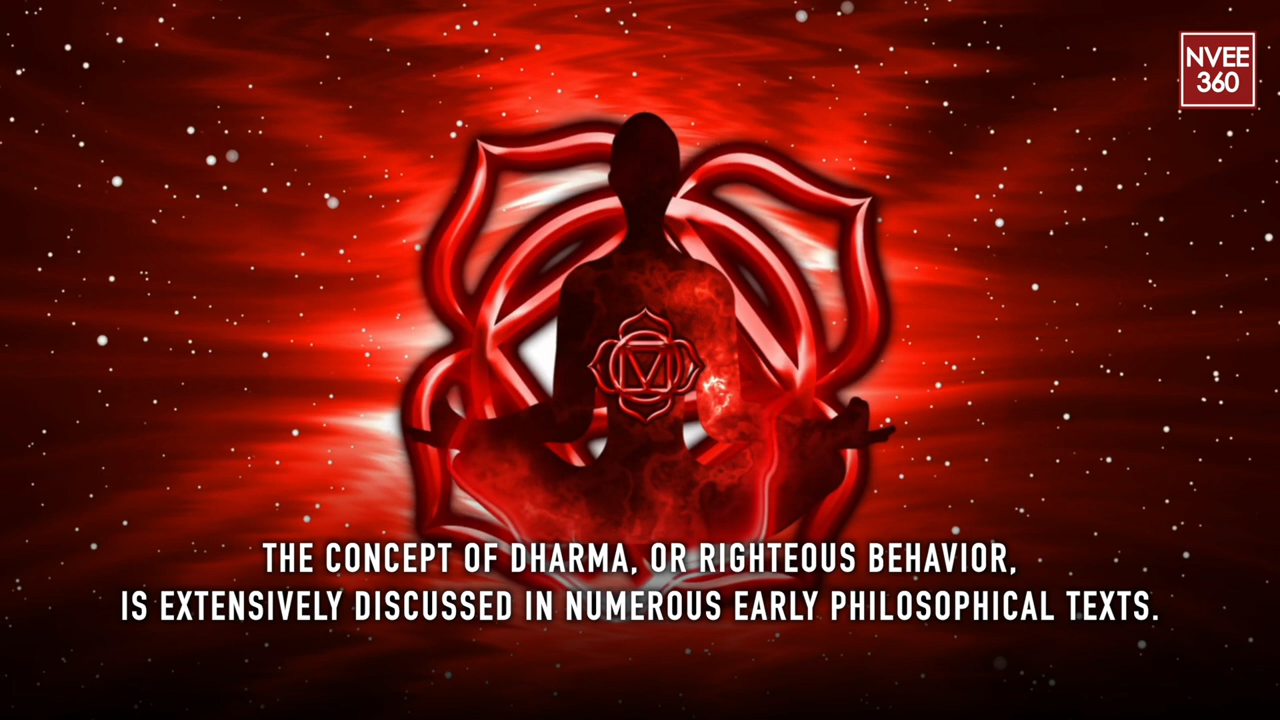 NVEE
360
THE CONCEPT OF DHARMA, OR RIGHTEOUS BEHAVIOR,
IS EXTENSIVELY DISCUSSED IN NUMEROUS EARLY PHILOSOPHICAL TEXTS.